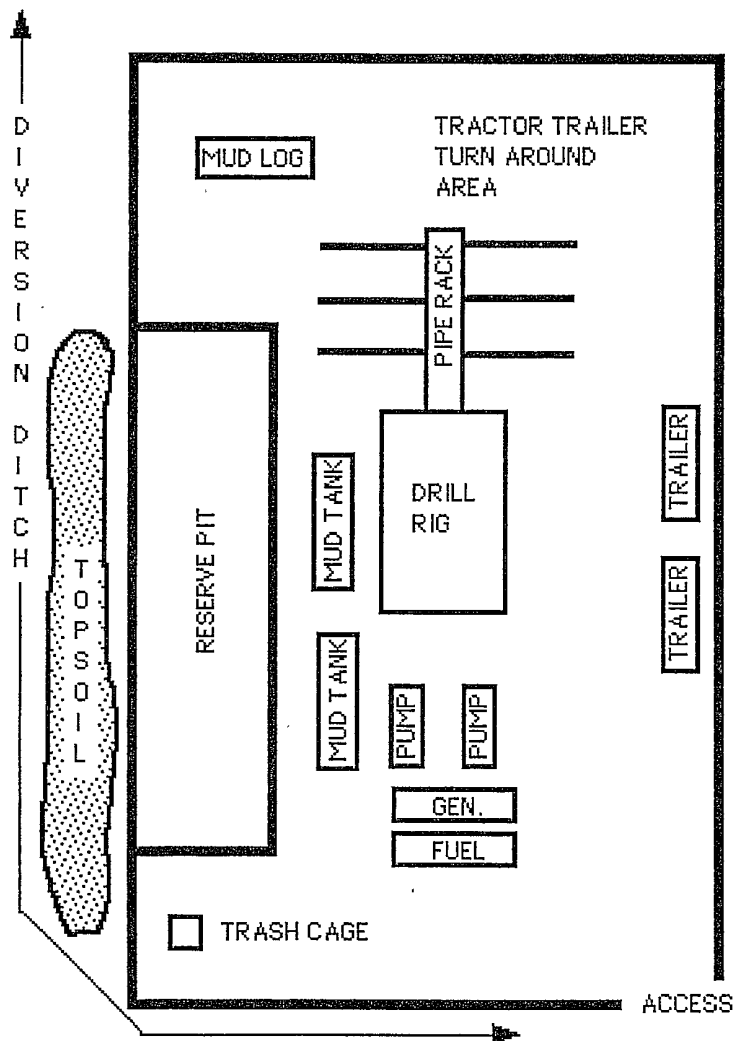 DIVERSION DITCH
MUD LOG
TRACTOR TRAILER
TURN AROUND
AREA
PIPE RACK
TOPSOIL
RESERVE PIT
MUD TANK
DRILL
RIG
TRAILER
TRAILER
MUD TANK
PUMP
PUMP
GEN.
FUEL
TRASH CAGE
ACCESS